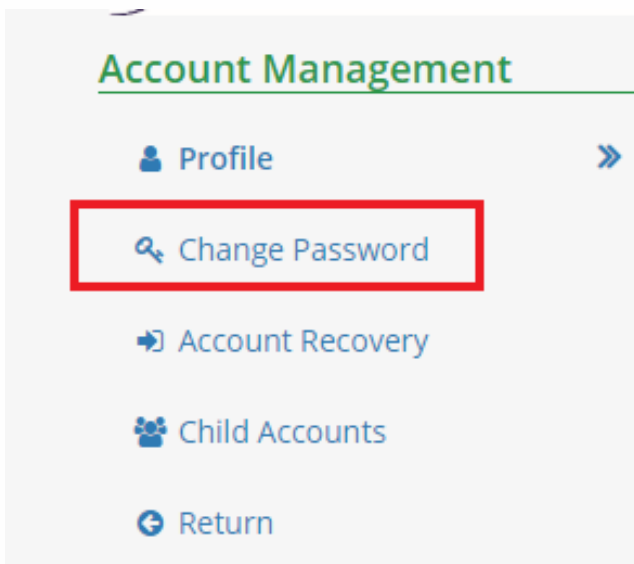 Account Management
Profile
Change Password
Account Recovery
Child Accounts
Return